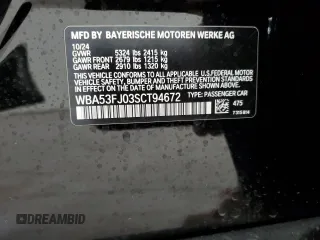 MFD. BY BAYERISCHE MOTOREN WERKE AG
10/24
GVWR 5324 lbs 2415 kg
GAWR FRONT 2679 lbs 1215 kg
GAWR REAR 2910 lbs 1320 kg
THIS VEHICLE CONFORMS TO ALL APPLICABLE
FEDERAL MOTOR VEHICLE SAFETY,
BUMPER, AND THEFT PREVENTION STANDARDS
IN EFFECT ON THE DATE OF MANUFACTURE
SHOWN ABOVE.
WBA53FJ03SCT94672
TYPE: PASSENGER CAR
475
DREAMBID